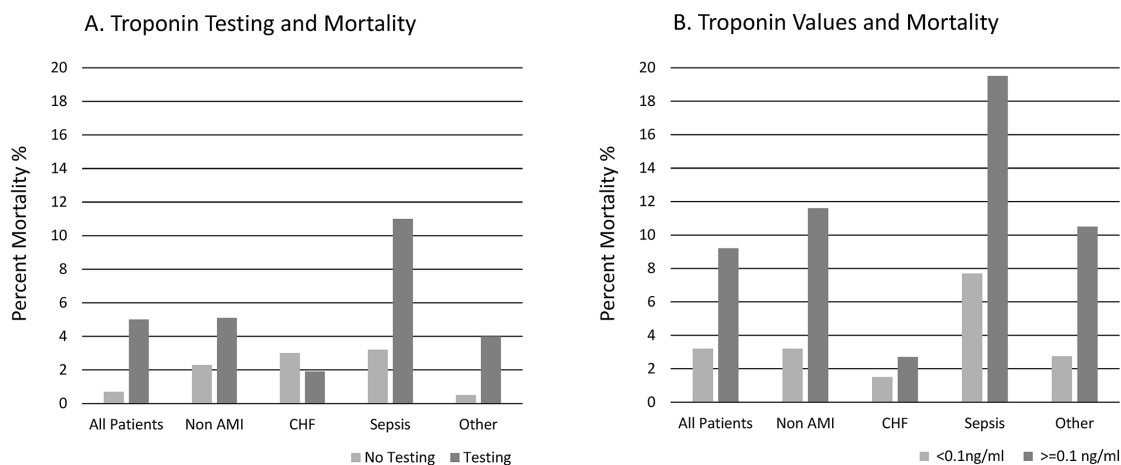 A. Troponin Testing and Mortality
Percent Mortality %
20
18
16
14
12
10
8
6
4
2
0
All Patients Non AMI CHF Sepsis Other
No Testing Testing
B. Troponin Values and Mortality
Percent Mortality %
20
18
16
14
12
10
8
6
4
2
0
All Patients Non AMI CHF Sepsis Other
<0.1ng/ml >=0.1 ng/ml